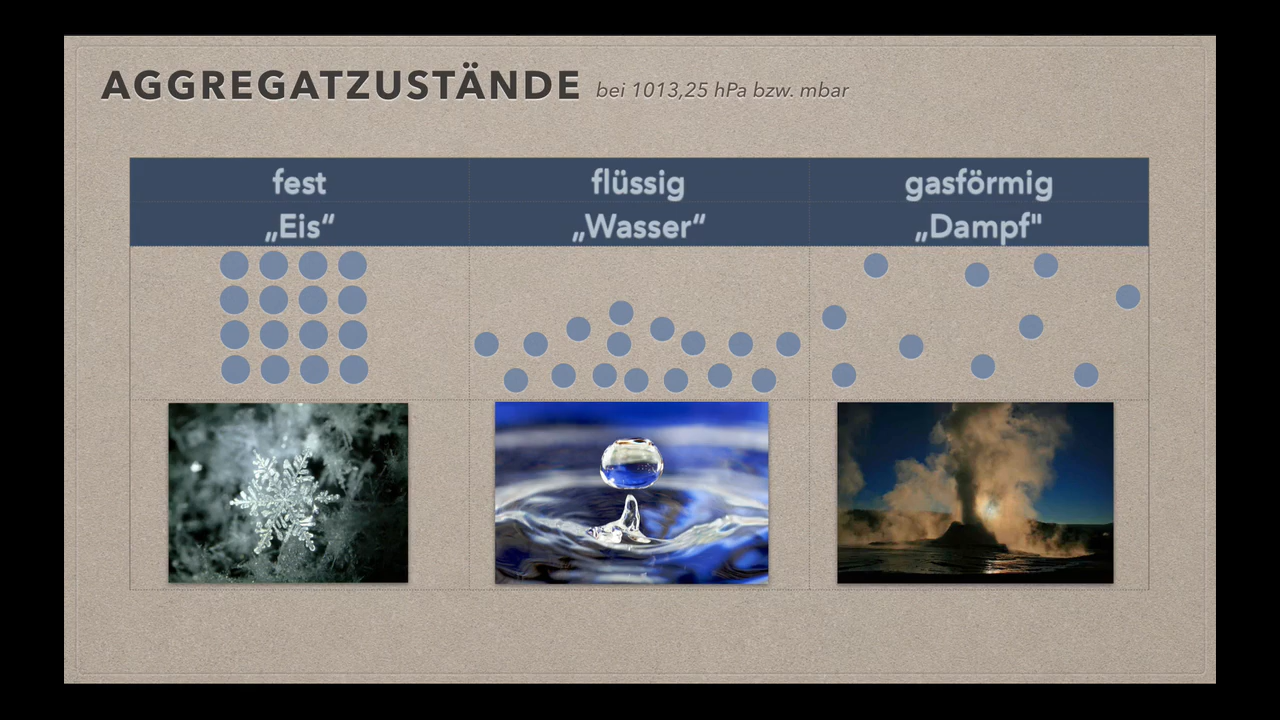 AGGREGATZUSTÄNDE bei 1013,25 hPa bzw. mbar
fest flüssig gasförmig
„Eis“ „Wasser“ „Dampf"